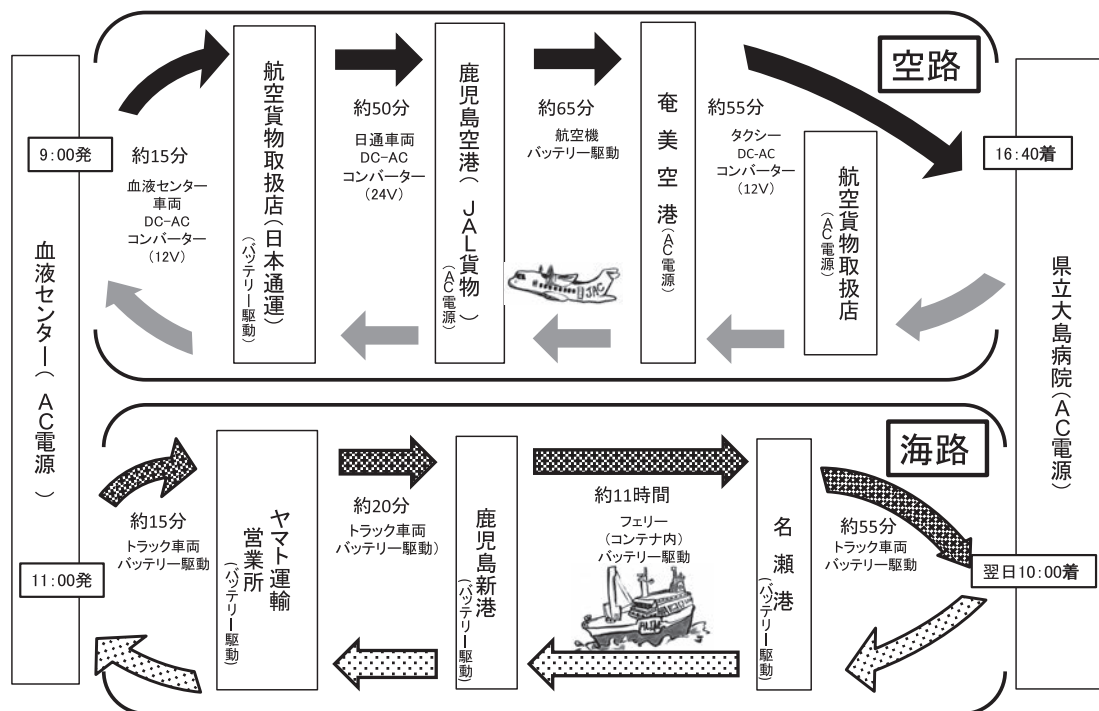 空路
9:00発
血液センター(AC電源)
約15分
血液センター
車両
DC-AC
コンバーター
(12V)
航空貨物取扱店(日本通運)
(バッテリー駆動)
約50分
日通車両
DC-AC
コンバーター
(24V)
鹿児島空港(JAL貨物)
(AC電源)
約65分
航空機
バッテリー駆動
JAC
奄美空港
(AC電源)
約55分
タクシー
DC-AC
コンバーター
(12V)
航空貨物取扱店
(AC電源)
16:40着
県立大島病院(AC電源)
海路
11:00発
約15分
トラック車両
バッテリー駆動
ヤマト運輸
営業所
(バッテリー駆動)
約20分
トラック車両
バッテリー駆動)
鹿児島新港
(バッテリー駆動)
約11時間
フェリー
(コンテナ内)
バッテリー駆動
名瀬港
(バッテリー駆動)
約55分
トラック車両
バッテリー駆動
翌日10:00着